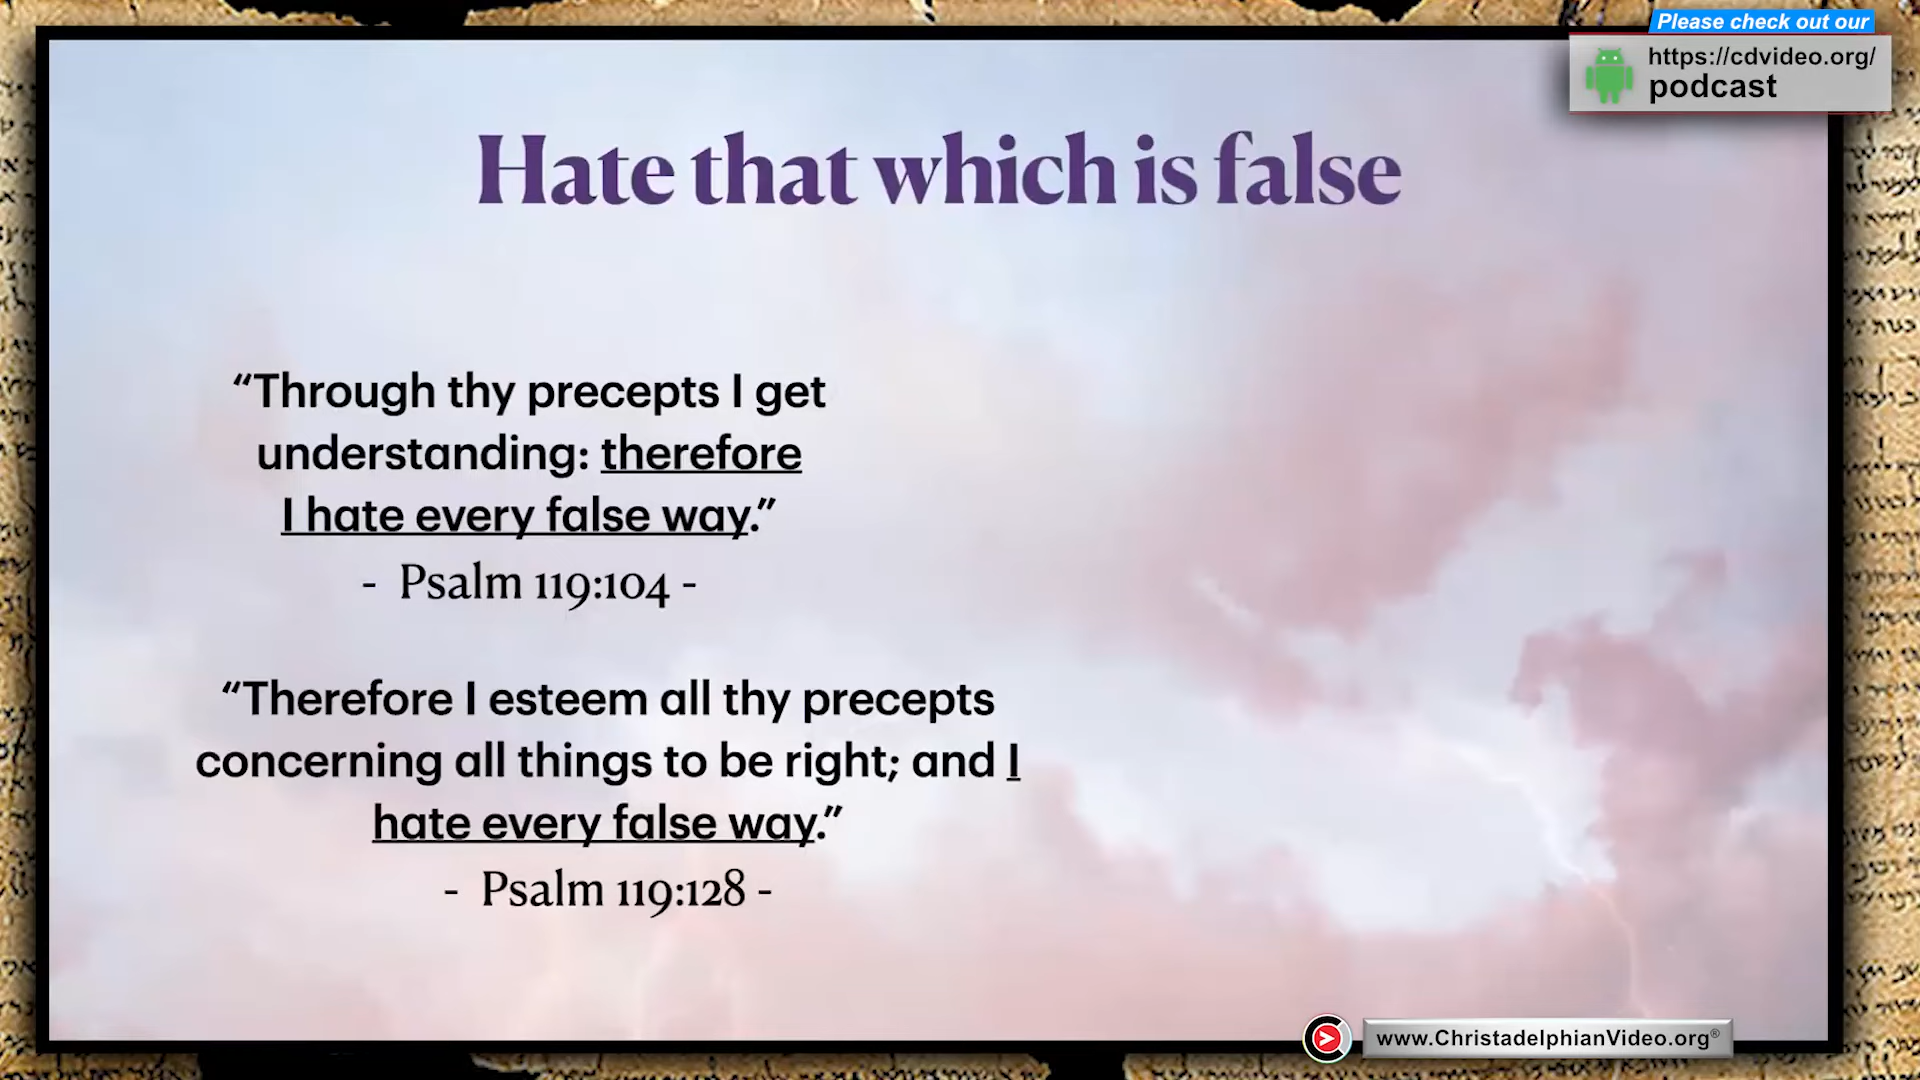 Please check out our
https://cdvideo.org/
podcast
Hate that which is false
“Through thy precepts I get
understanding: therefore
I hate every false way.”
- Psalm 119:104 -
“Therefore I esteem all thy precepts
concerning all things to be right; and I
hate every false way.”
- Psalm 119:128 -
www.ChristadelphianVideo.org®